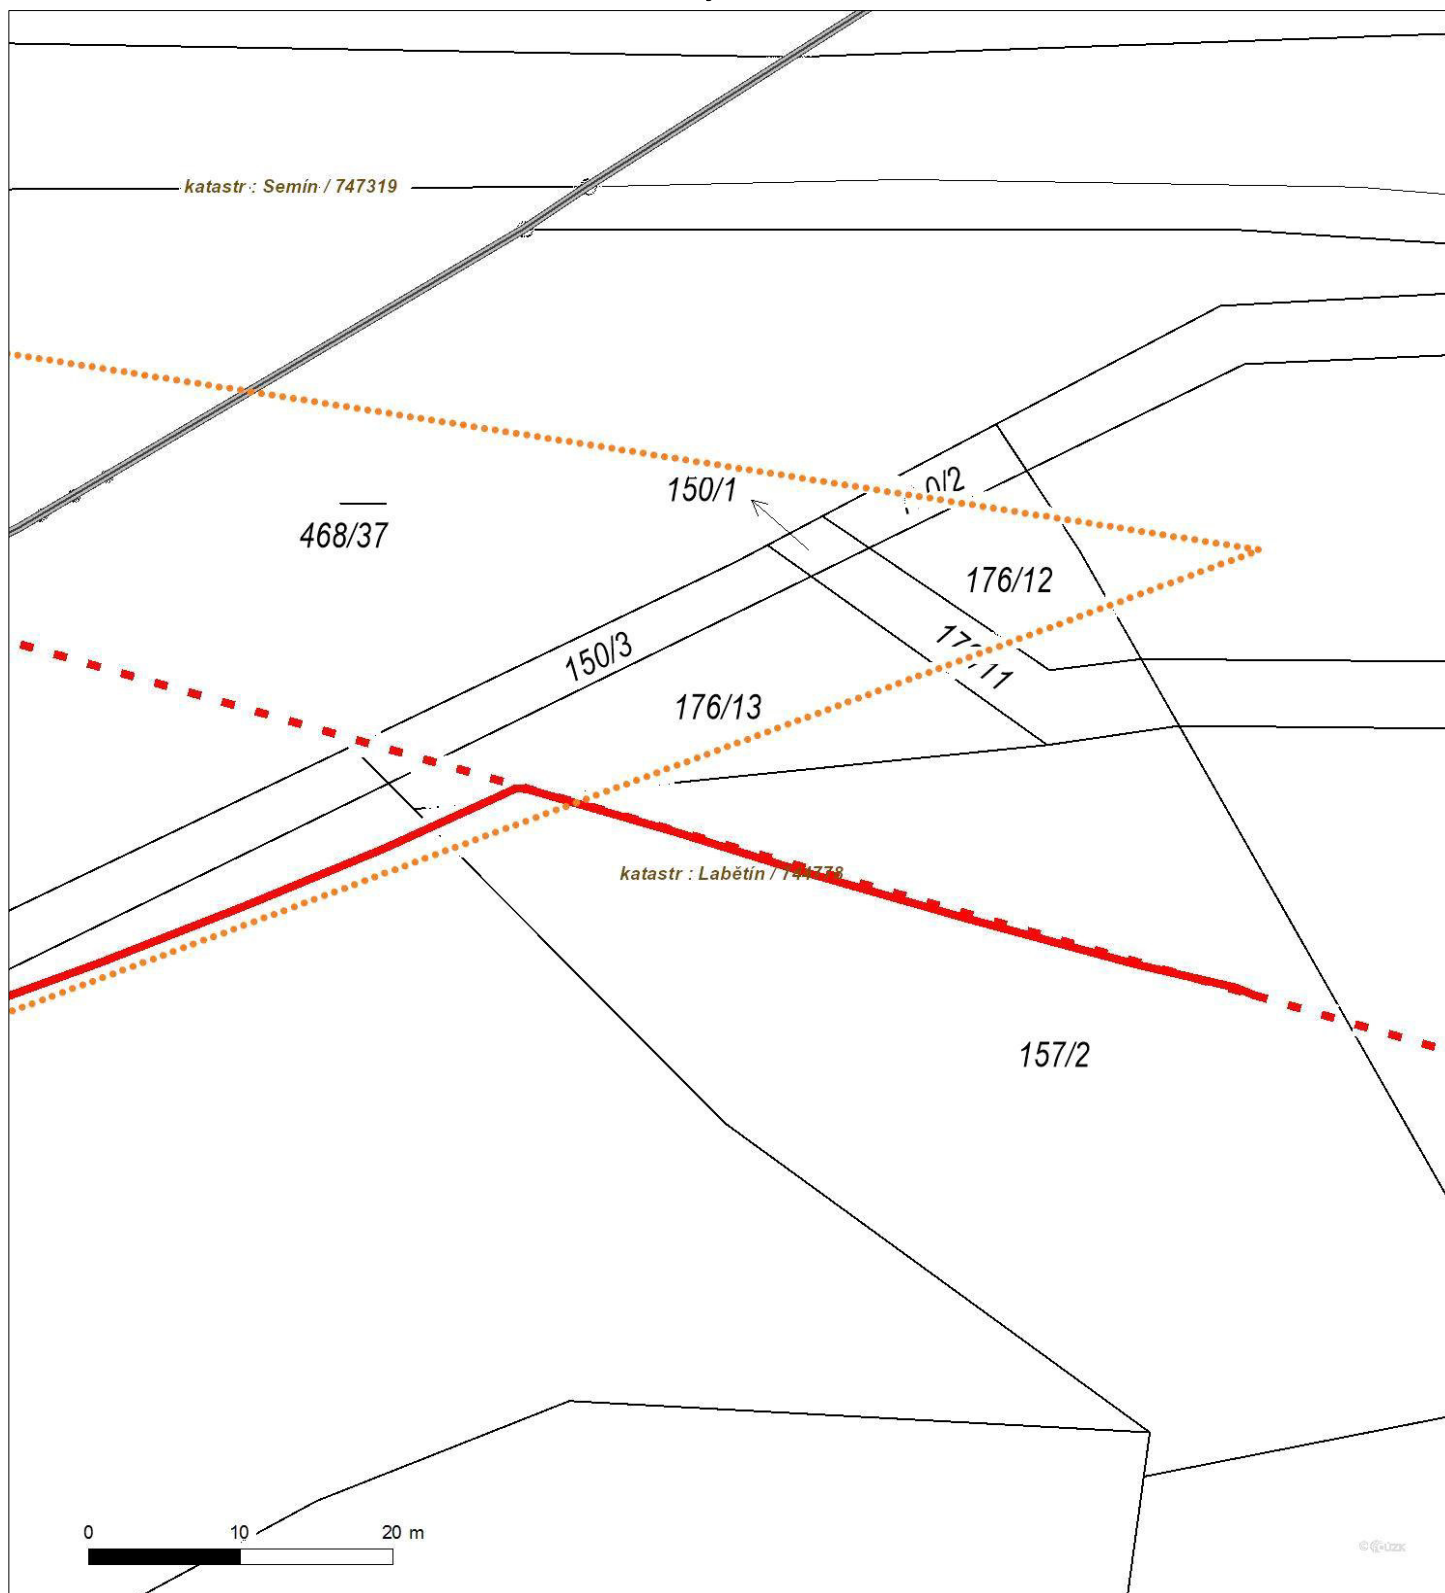 katastr : Semín / 747319
150/1
468/37
176/12
150/3
176/13
katastr : Labětín / 744778
157/2
0 10 20 m